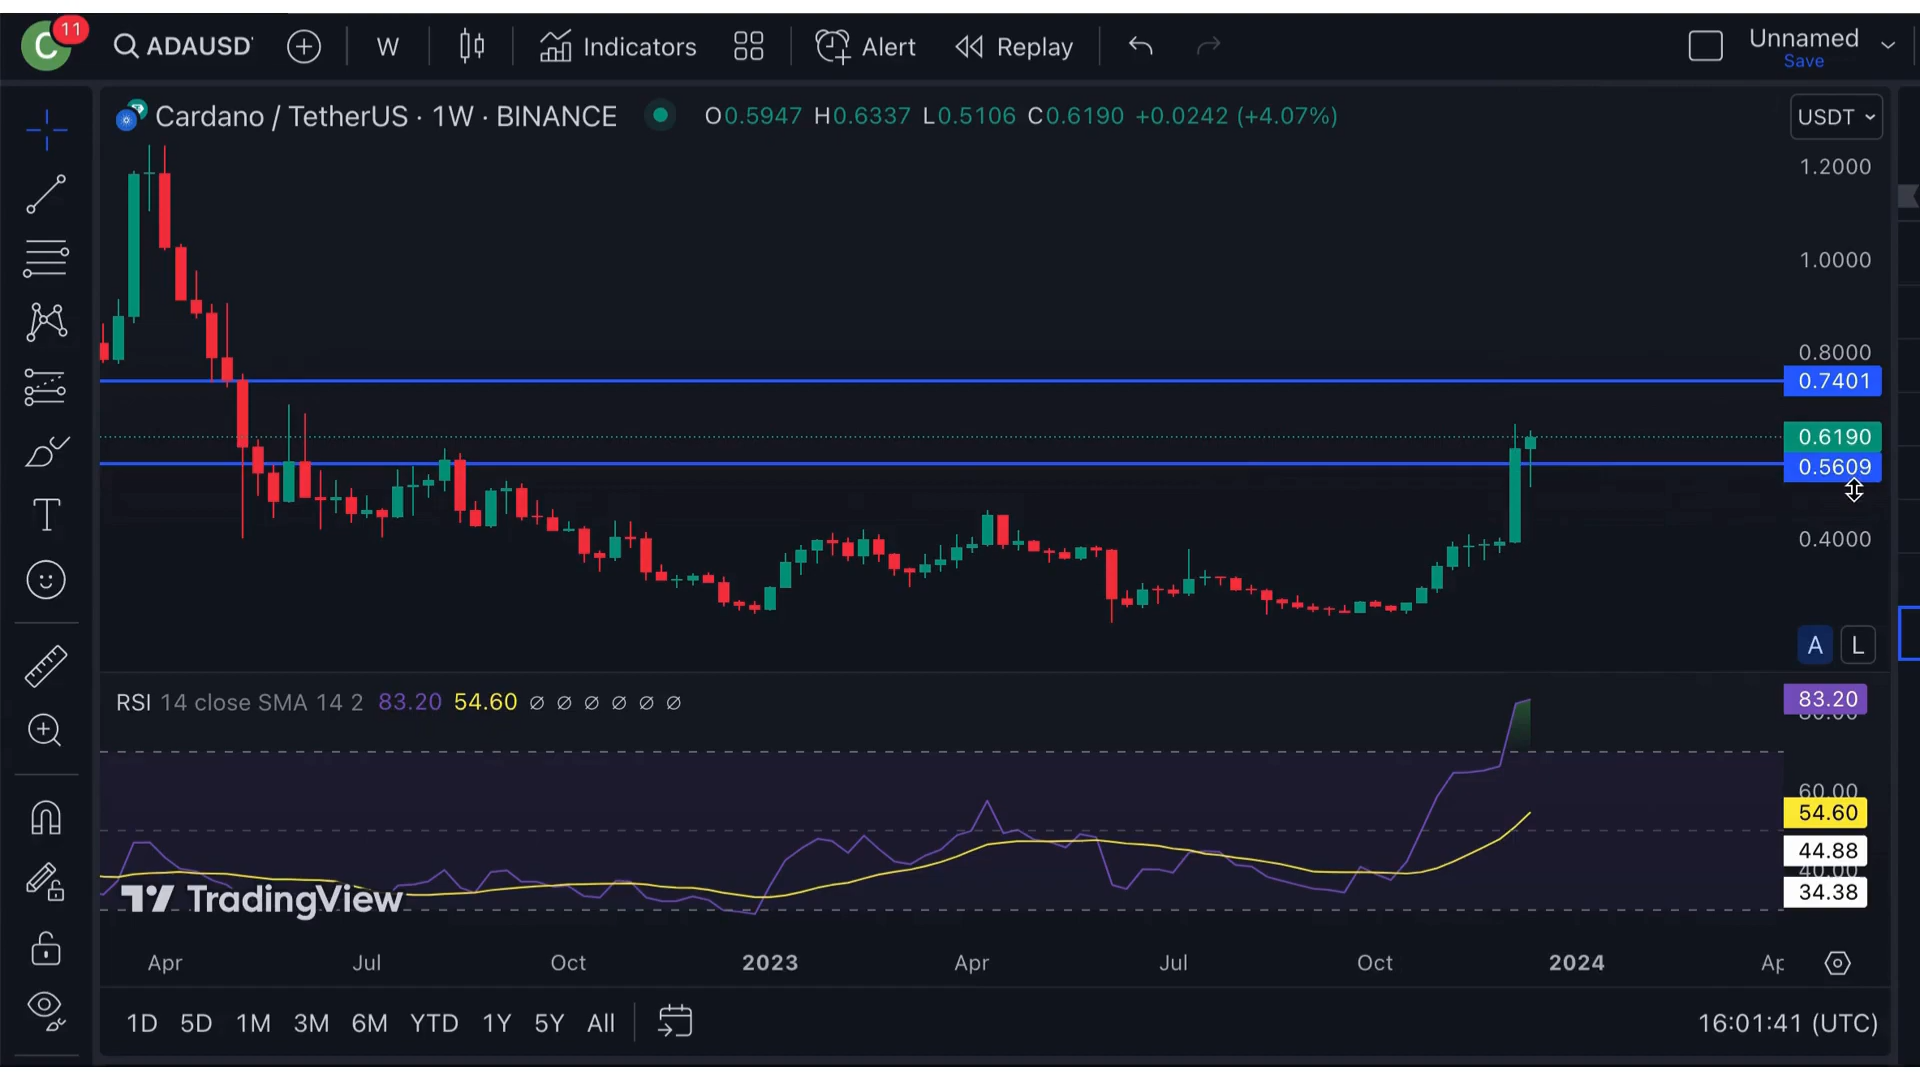 C 11 ADAUSD W Indicators Alert Replay Unnamed
Save
Cardano / TetherUS · 1W · BINANCE O0.5947 H0.6337 L0.5106 C0.6190 +0.0242 (+4.07%) USDT
1.2000
1.0000
0.8000
0.7401
0.6190
0.5609
0.4000
A L
RSI 14 close SMA 14 2 83.20 54.60 ∅ ∅ ∅ ∅ ∅ ∅
83.20
80.00
60.00
54.60
44.88
40.00
34.38
TradingView
Apr Jul Oct 2023 Apr Jul Oct 2024 Ap
1D 5D 1M 3M 6M YTD 1Y 5Y All 16:01:41 (UTC)